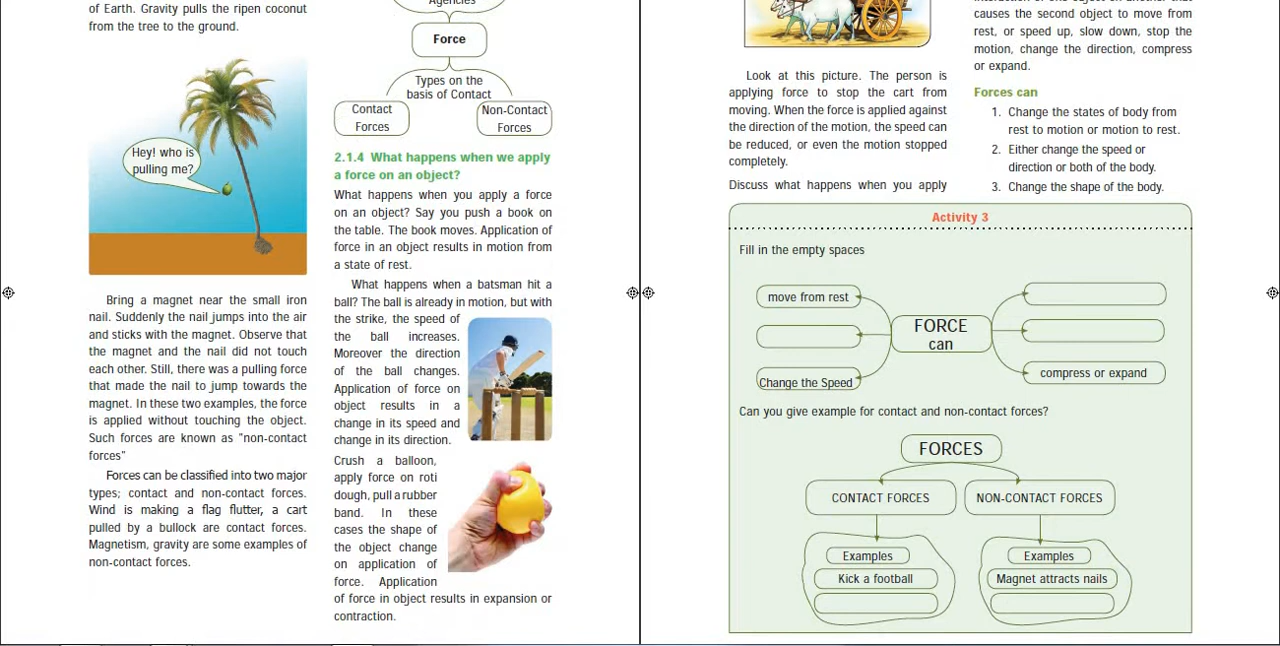 of Earth. Gravity pulls the ripen coconut
from the tree to the ground.
Hey! who is
pulling me?
Bring a magnet near the small iron
nail. Suddenly the nail jumps into the air
and sticks with the magnet. Observe that
the magnet and the nail did not touch
each other. Still, there was a pulling force
that made the nail to jump towards the
magnet. In these two examples, the force
is applied without touching the object.
Such forces are known as "non-contact
forces"
Forces can be classified into two major
types; contact and non-contact forces.
Wind is making a flag flutter, a cart
pulled by a bullock are contact forces.
Magnetism, gravity are some examples of
non-contact forces.
Agencies
Force
Types on the
basis of Contact
Contact
Forces
Non-Contact
Forces
2.1.4 What happens when we apply
a force on an object?
What happens when you apply a force
on an object? Say you push a book on
the table. The book moves. Application of
force in an object results in motion from
a state of rest.
What happens when a batsman hit a
ball? The ball is already in motion, but with
the strike, the speed of
the ball increases.
Moreover the direction
of the ball changes.
Application of force on
object results in a
change in its speed and
change in its direction.
Crush a balloon,
apply force on roti
dough, pull a rubber
band. In these
cases the shape of
the object change
on application of
force. Application
of force in object results in expansion or
contraction.
Look at this picture. The person is
applying force to stop the cart from
moving. When the force is applied against
the direction of the motion, the speed can
be reduced, or even the motion stopped
completely.
Discuss what happens when you apply
interaction of one object on another that
causes the second object to move from
rest, or speed up, slow down, stop the
motion, change the direction, compress
or expand.
Forces can
1. Change the states of body from
rest to motion or motion to rest.
2. Either change the speed or
direction or both of the body.
3. Change the shape of the body.
Activity 3
Fill in the empty spaces
move from rest
FORCE
can
Change the Speed
compress or expand
Can you give example for contact and non-contact forces?
FORCES
CONTACT FORCES
NON-CONTACT FORCES
Examples
Kick a football
Examples
Magnet attracts nails